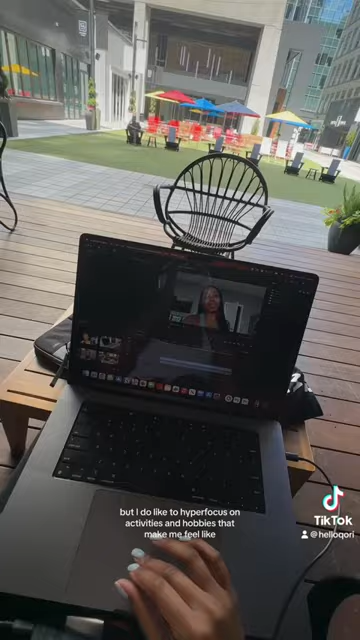 but I do like to hyperfocus on
activities and hobbies that
make me feel like
TikTok
@helloqori